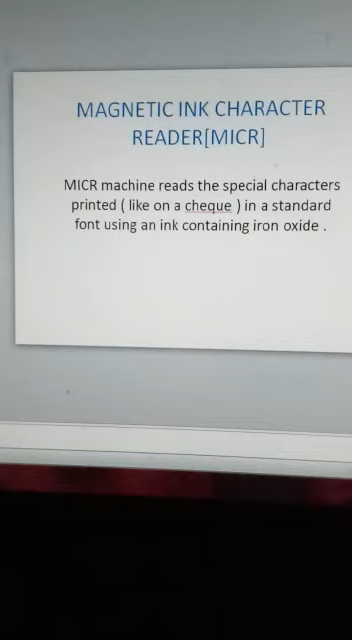 MAGNETIC INK CHARACTER
READER[MICR]
MICR machine reads the special characters
printed ( like on a cheque ) in a standard
font using an ink containing iron oxide .